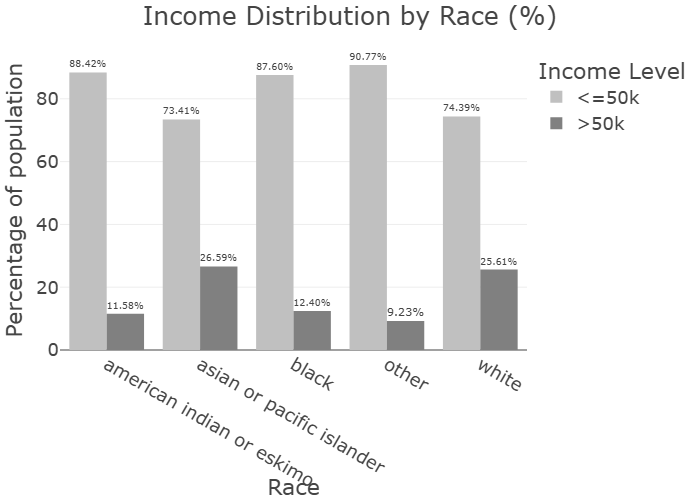 Income Distribution by Race (%)
Percentage of population
80
60
40
20
0
88.42%
11.58%
73.41%
26.59%
87.60%
12.40%
90.77%
9.23%
74.39%
25.61%
american indian or eskimo
asian or pacific islander
black
other
white
Race
Income Level
<=50k
>50k